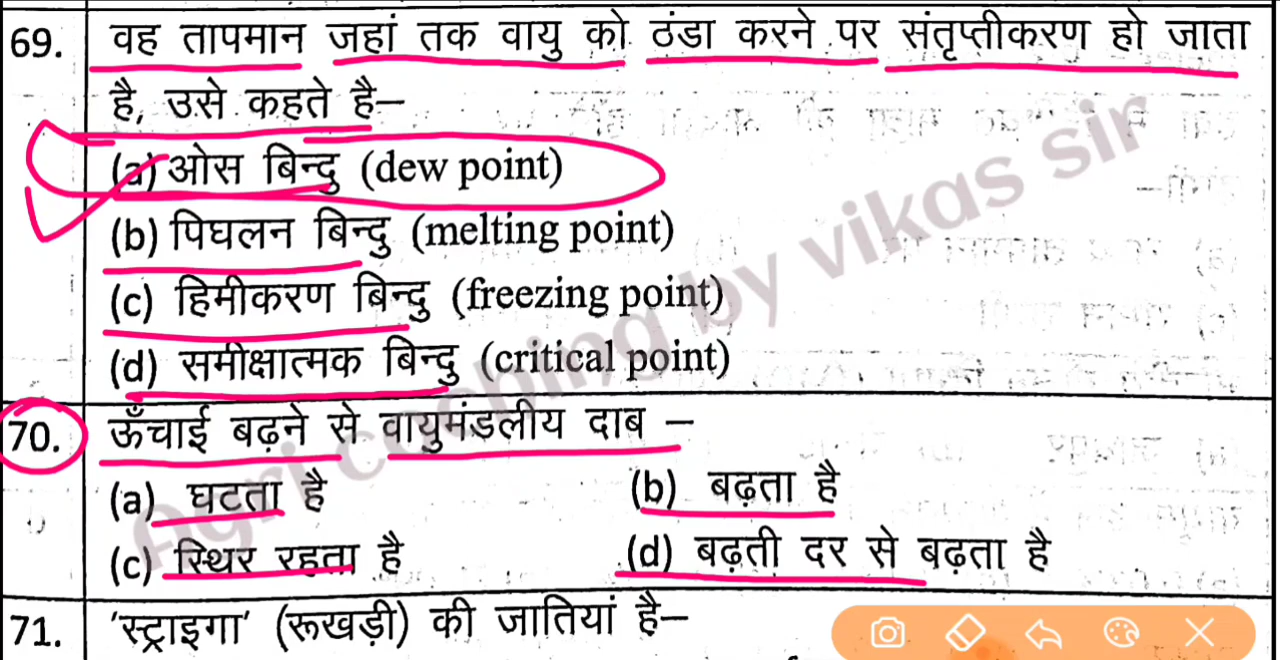 69. वह तापमान जहां तक वायु को ठंडा करने पर संतृप्तीकरण हो जाता
है, उसे कहते है–
(a) ओस बिन्दु (dew point)
(b) पिघलन बिन्दु (melting point)
(c) हिमीकरण बिन्दु (freezing point)
(d) समीक्षात्मक बिन्दु (critical point)
70. ऊँचाई बढ़ने से वायुमंडलीय दाब –
(a) घटता है (b) बढ़ता है
(c) स्थिर रहता है (d) बढ़ती दर से बढ़ता है
71. 'स्ट्राइगा' (रूखड़ी) की जातियां है–
Agri coching by vikas sir